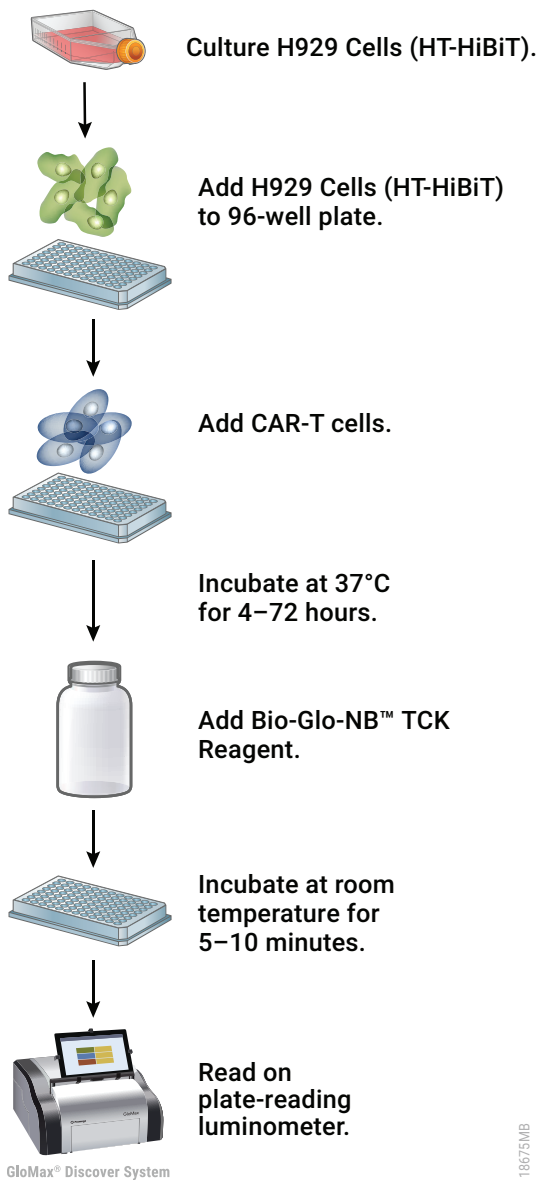 Culture H929 Cells (HT-HiBiT).
Add H929 Cells (HT-HiBiT)
to 96-well plate.
Add CAR-T cells.
Incubate at 37°C
for 4–72 hours.
Add Bio-Glo-NB™ TCK
Reagent.
Incubate at room
temperature for
5–10 minutes.
Read on
plate-reading
luminometer.
GloMax
GloMax® Discover System
18675MB